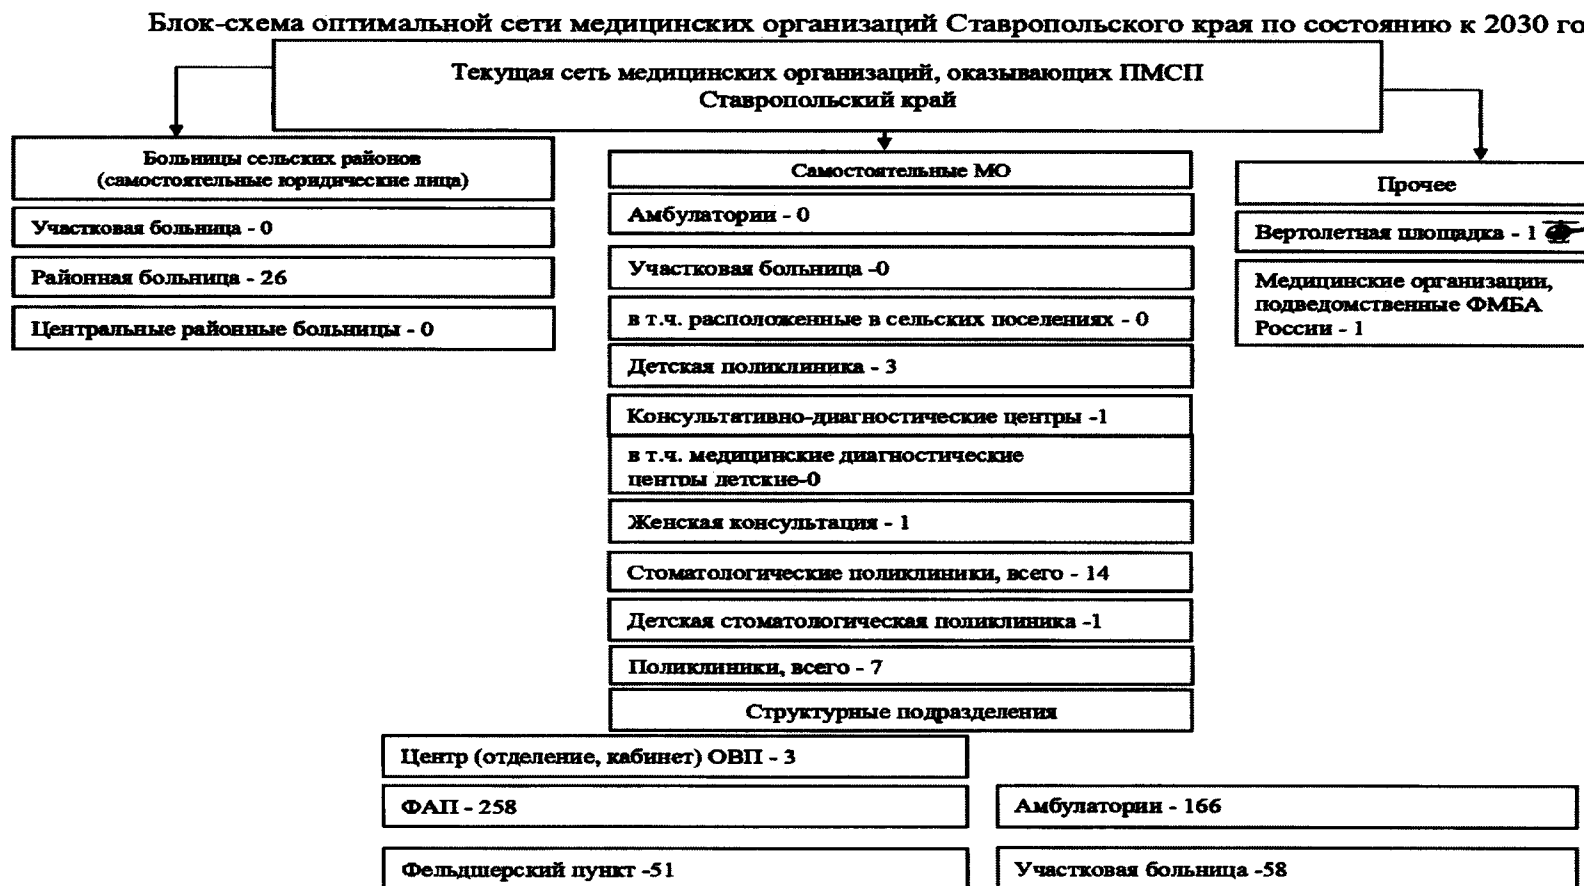 Блок-схема оптимальной сети медицинских организаций Ставропольского края по состоянию к 2030 го
Текущая сеть медицинских организаций, оказывающих ПМСП
Ставропольский край
Больницы сельских районов
(самостоятельные юридические лица)
Участковая больница - 0
Районная больница - 26
Центральные районные больницы - 0
Самостоятельные МО
Амбулатории - 0
Участковая больница -0
в т.ч. расположенные в сельских поселениях - 0
Детская поликлиника - 3
Консультативно-диагностические центры -1
в т.ч. медицинские диагностические
центры детские-0
Женская консультация - 1
Стоматологические поликлиники, всего - 14
Детская стоматологическая поликлиника -1
Поликлиники, всего - 7
Прочее
Вертолетная площадка - 1
Медицинские организации,
подведомственные ФМБА
России - 1
Структурные подразделения
Центр (отделение, кабинет) ОВП - 3
ФАП - 258
Амбулатории - 166
Фельдшерский пункт -51
Участковая больница -58